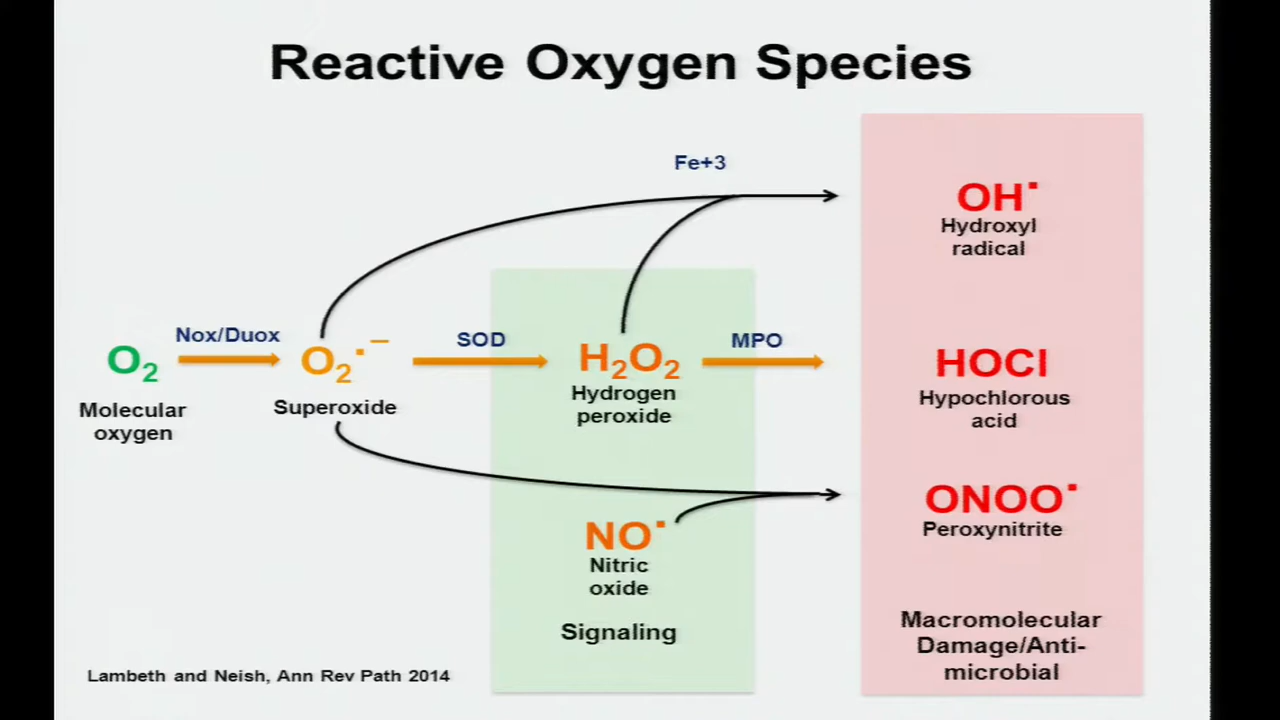 Reactive Oxygen Species
Fe+3
OH˙
Hydroxyl
radical
Nox/Duox
SOD
MPO
O₂
O₂˙⁻
H₂O₂
HOCl
Molecular
oxygen
Superoxide
Hydrogen
peroxide
Hypochlorous
acid
NO˙
Nitric
oxide
ONOO˙
Peroxynitrite
Signaling
Macromolecular
Damage/Anti-
microbial
Lambeth and Neish, Ann Rev Path 2014